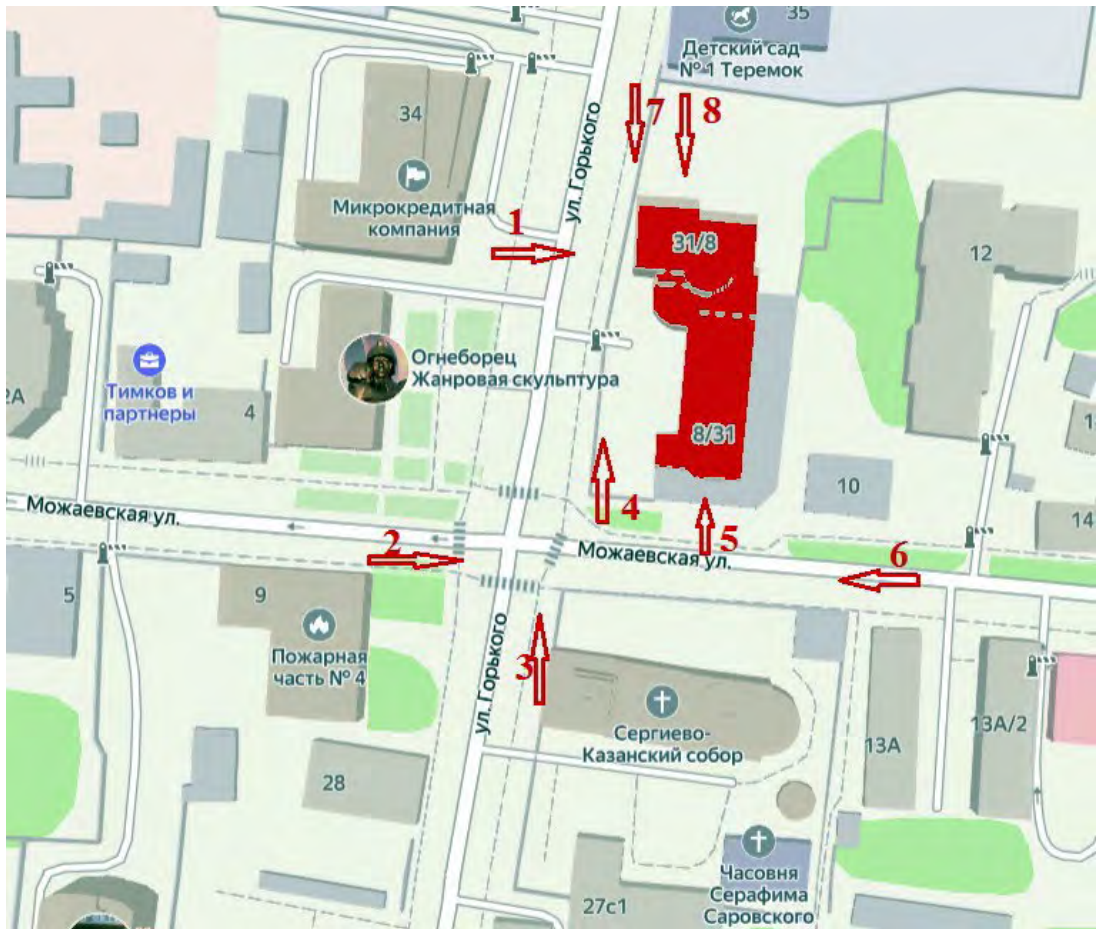 35
Детский сад
№ 1 Теремок
7
8
34
ул. Горького
Микрокредитная
компания
1
31/8
12
Огнеборец
Жанровая скульптура
Тимков и
партнеры
4
8/31
10
4
5
14
Можаевская ул.
2
Можаевская ул.
6
5
9
Пожарная
часть № 4
ул. Горького
3
Сергиево-
Казанский собор
13А
13А/2
28
Часовня
Серафима
Саровского
27с1